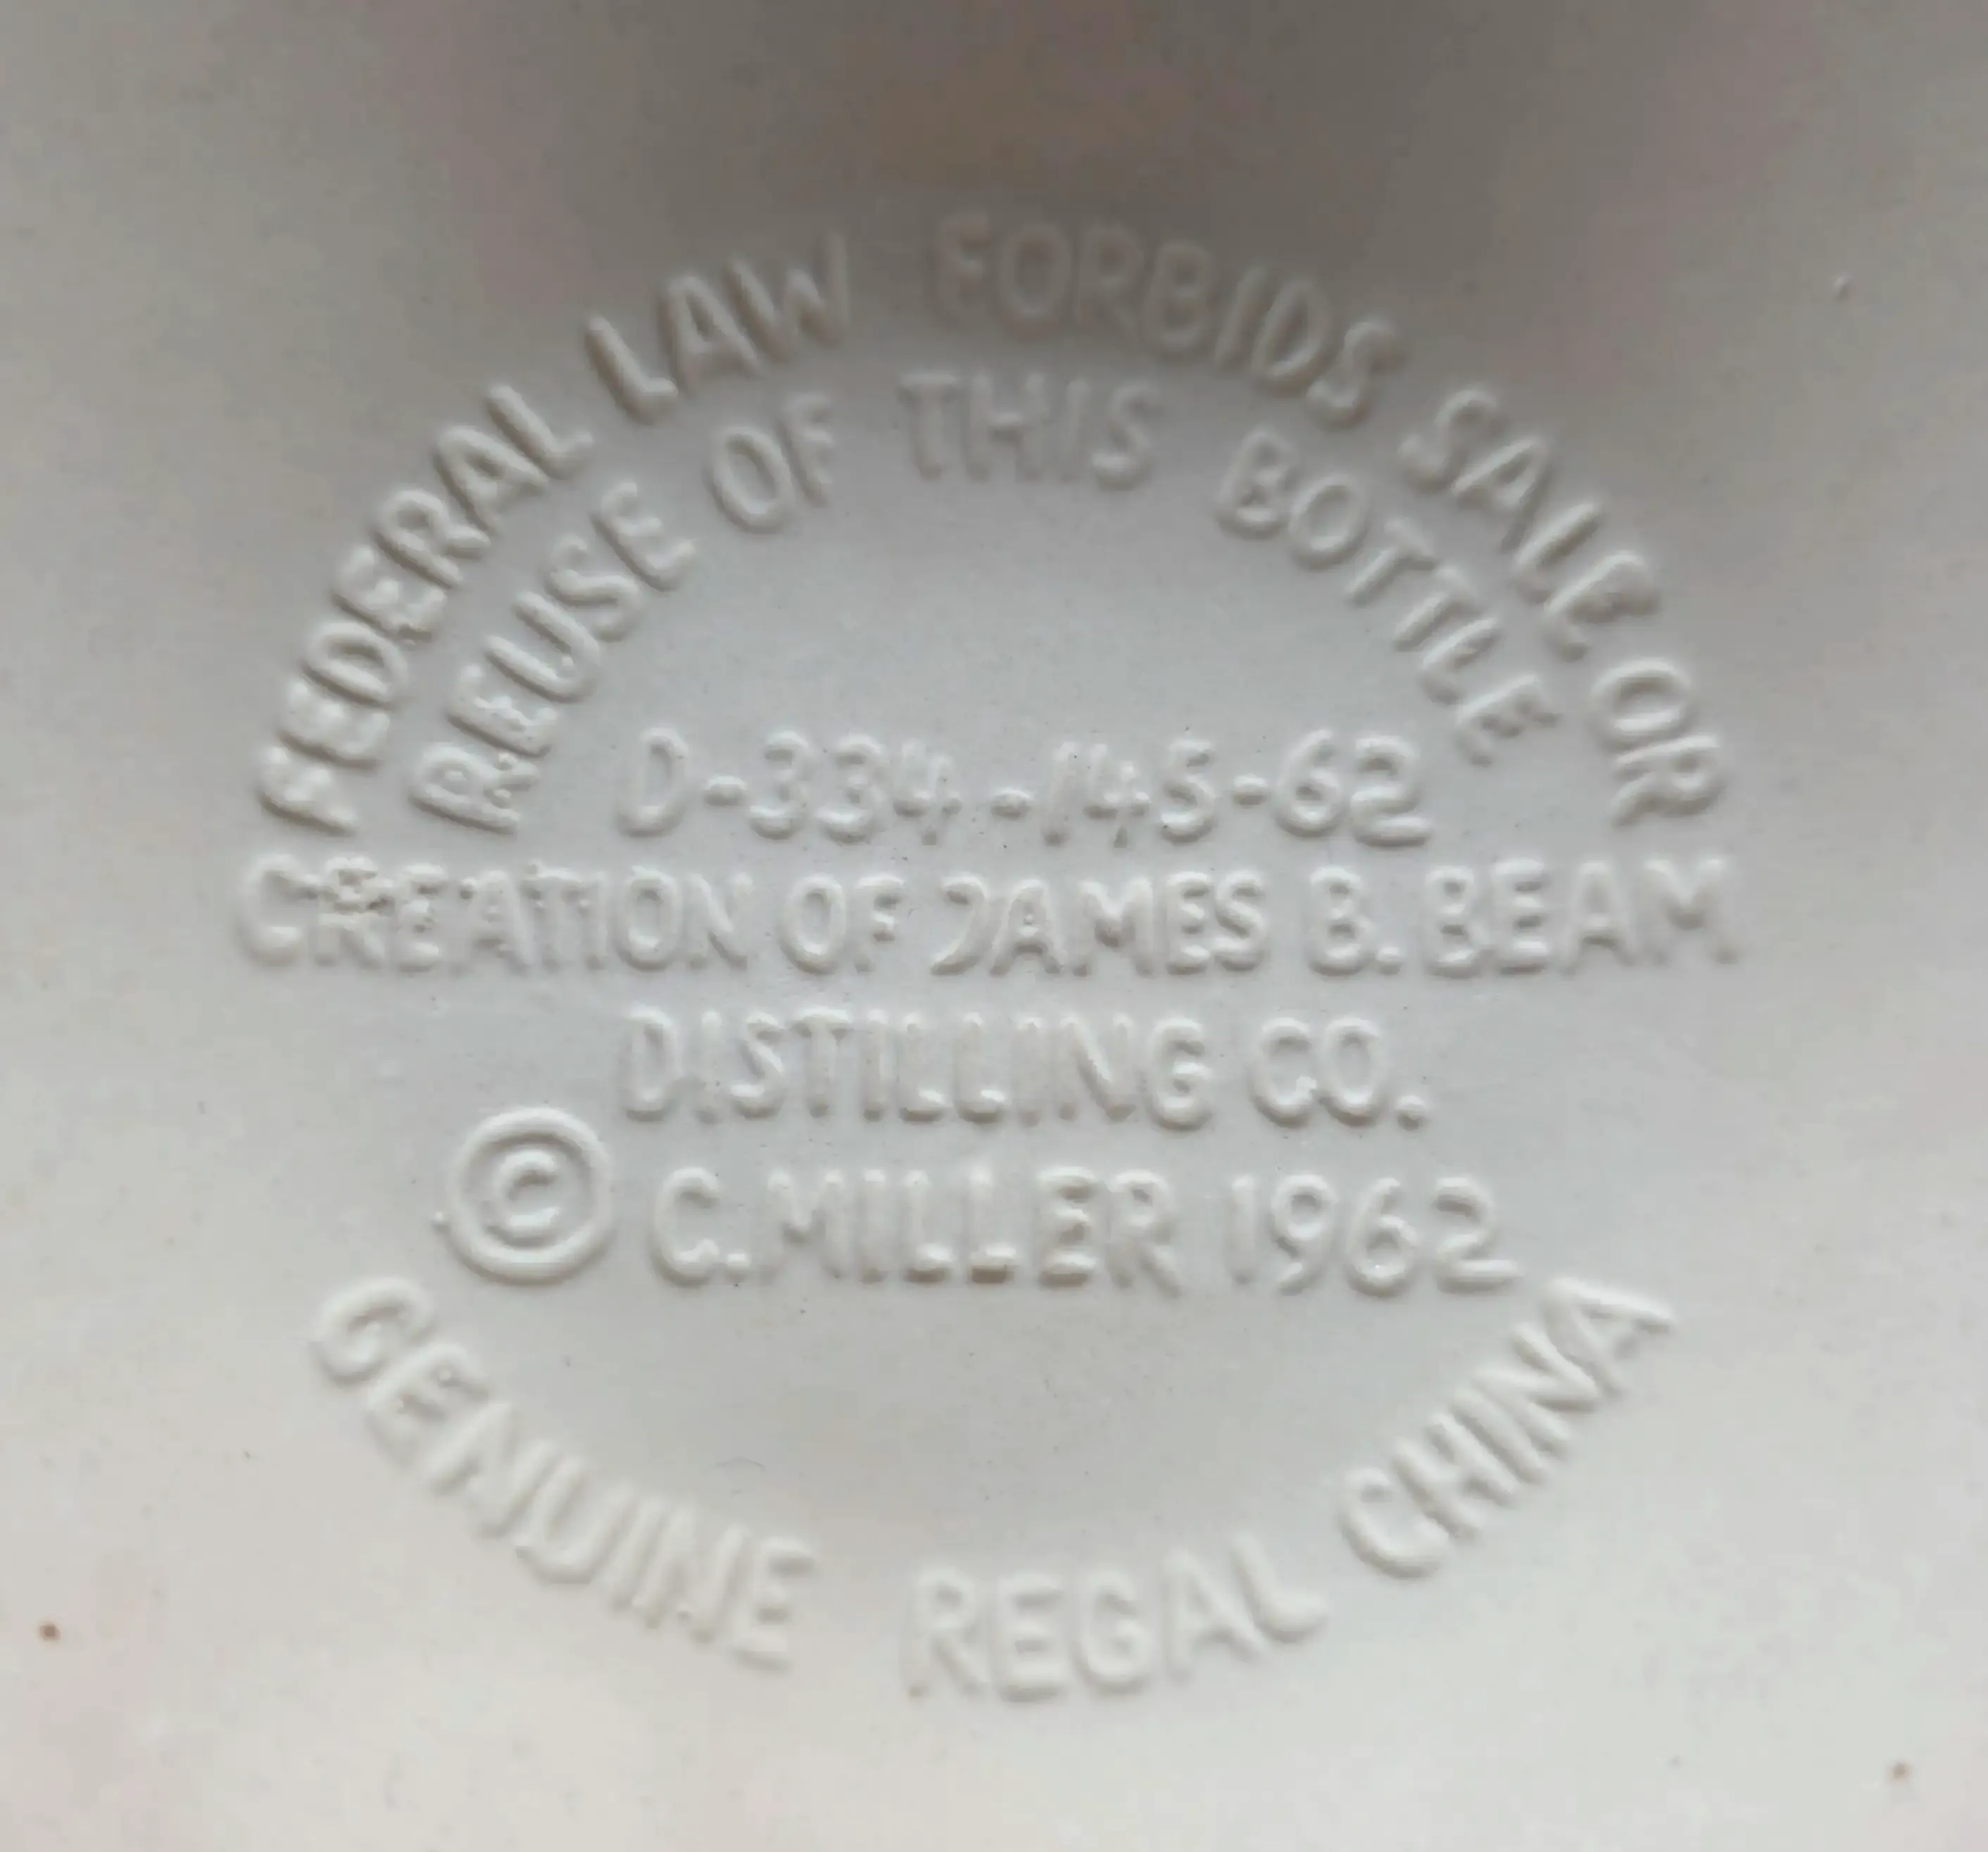 FEDERAL LAW FORBIDS SALE OR
REUSE OF THIS BOTTLE
D-334-145-62
CREATION OF JAMES B. BEAM
DISTILLING CO.
© C. MILLER 1962
GENUINE REGAL CHINA